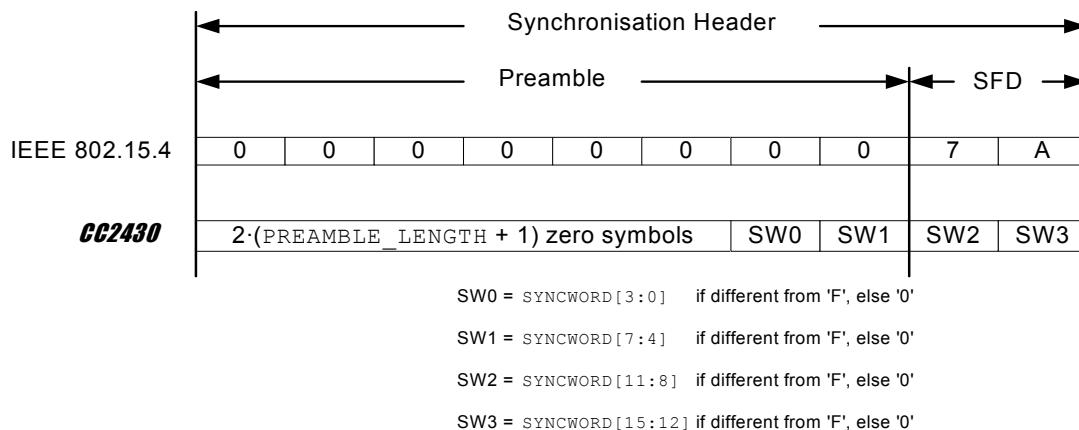 Synchronisation Header
Preamble SFD
IEEE 802.15.4 0 0 0 0 0 0 0 0 7 A
CC2430 2·(PREAMBLE_LENGTH + 1) zero symbols SW0 SW1 SW2 SW3
SW0 = SYNCWORD[3:0] if different from 'F', else '0'
SW1 = SYNCWORD[7:4] if different from 'F', else '0'
SW2 = SYNCWORD[11:8] if different from 'F', else '0'
SW3 = SYNCWORD[15:12] if different from 'F', else '0'